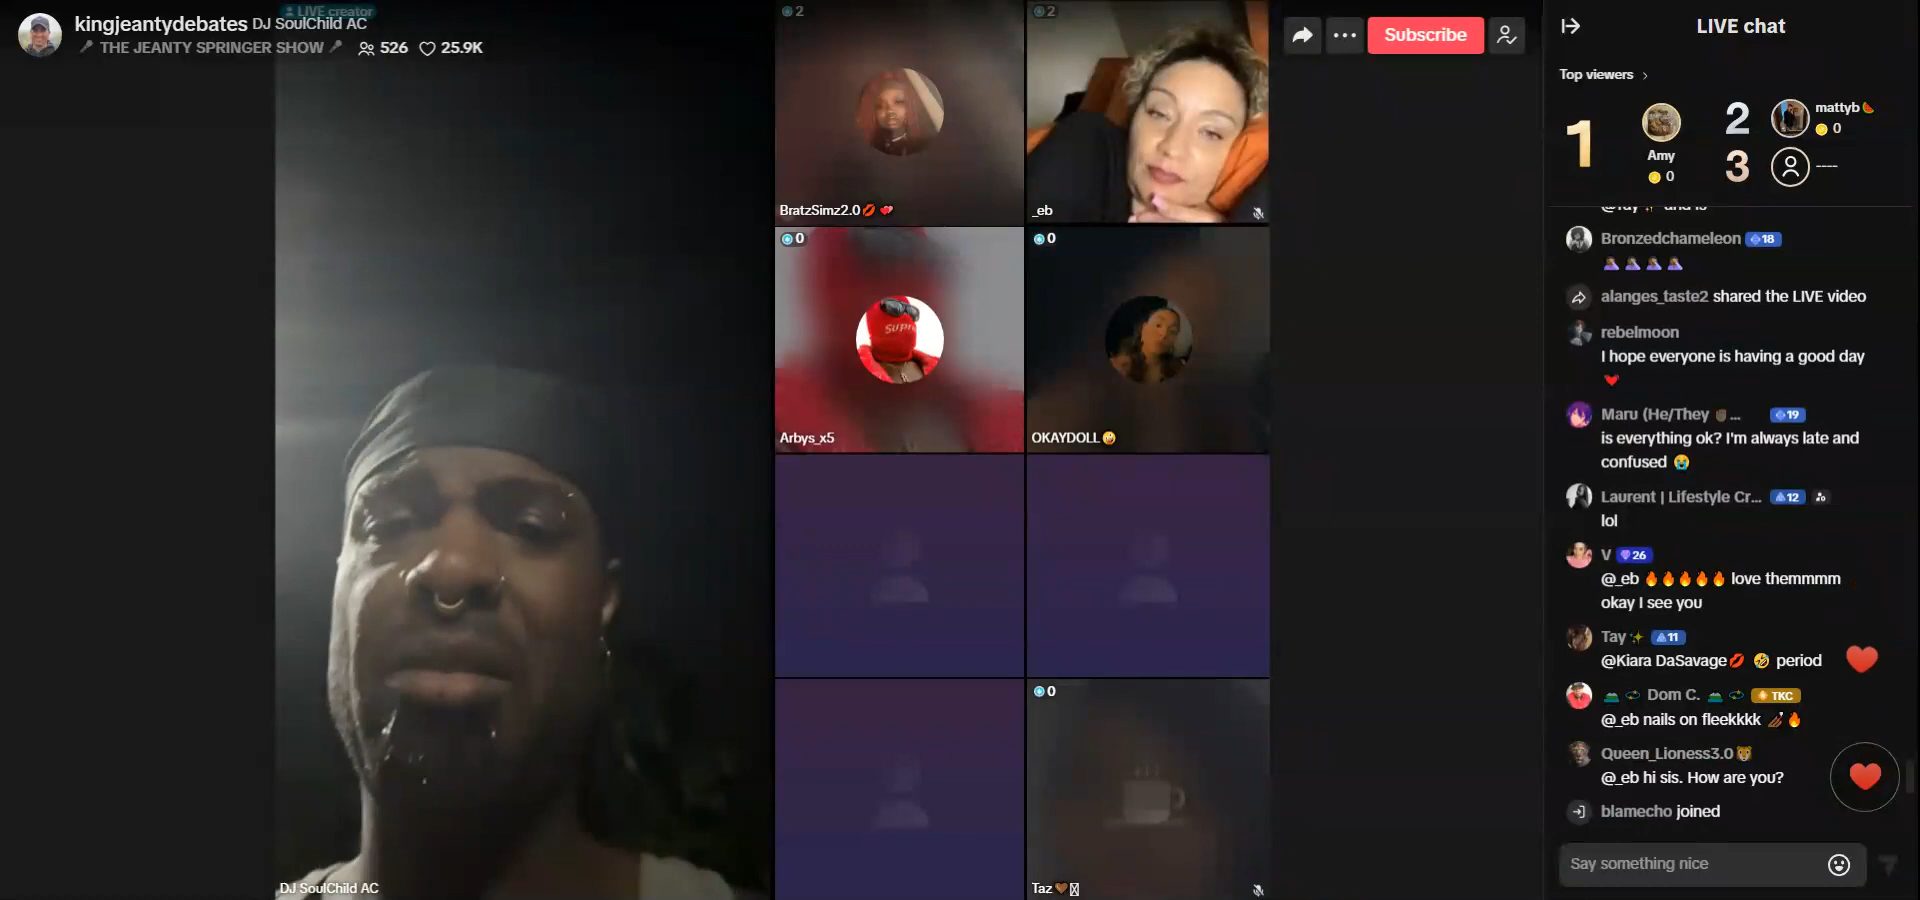 LIVE creator
kingjeantydebates DJ SoulChild AC
🎤 THE JEANTY SPRINGER SHOW 🎤 526 25.9K
2
BratzSimz2.0💋 💕
2
_eb
0
SUPR
Arbys_x5
0
OKAYDOLL🤪
0
Taz🤎
DJ SoulChild AC
Subscribe
LIVE chat
Top viewers >
1
Amy
0
2
mattyb🍉
0
3
----
@Tay✨ and is
Bronzedchameleon 18
🤦🏾‍♀️ 🤦🏾‍♀️ 🤦🏾‍♀️ 🤦🏾‍♀️
alanges_taste2 shared the LIVE video
rebelmoon
I hope everyone is having a good day
❤️
Maru (He/They ✊🏿... 19
is everything ok? I'm always late and
confused 😭
Laurent | Lifestyle Cr... 12
lol
V 26
@_eb 🔥🔥🔥🔥🔥 love themmmm
okay I see you
Tay✨ 11
@Kiara DaSavage💋 🤣 period
Dom C. TKC
@_eb nails on fleekkkk 💅🏾🔥
Queen_Lioness3.0🐯
@_eb hi sis. How are you?
blamecho joined
Say something nice